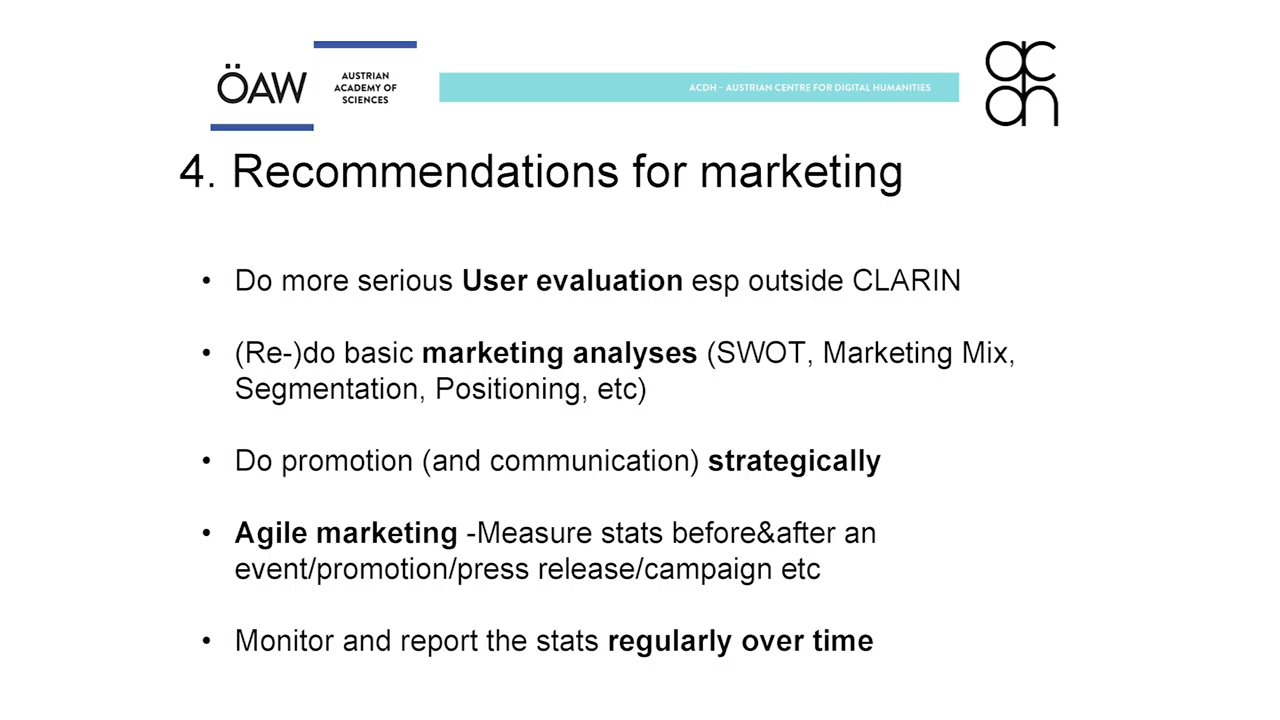 ÖAW
AUSTRIAN
ACADEMY OF
SCIENCES
ACDH – AUSTRIAN CENTRE FOR DIGITAL HUMANITIES
ac
dh
4. Recommendations for marketing
• Do more serious User evaluation esp outside CLARIN
• (Re-)do basic marketing analyses (SWOT, Marketing Mix,
Segmentation, Positioning, etc)
• Do promotion (and communication) strategically
• Agile marketing -Measure stats before&after an
event/promotion/press release/campaign etc
• Monitor and report the stats regularly over time